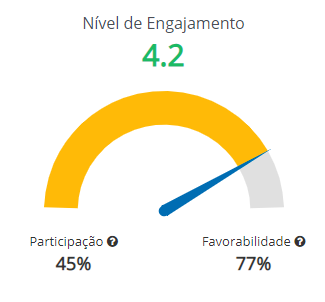 Nível de Engajamento
4.2
Participação ?
Favorabilidade ?
45%
77%